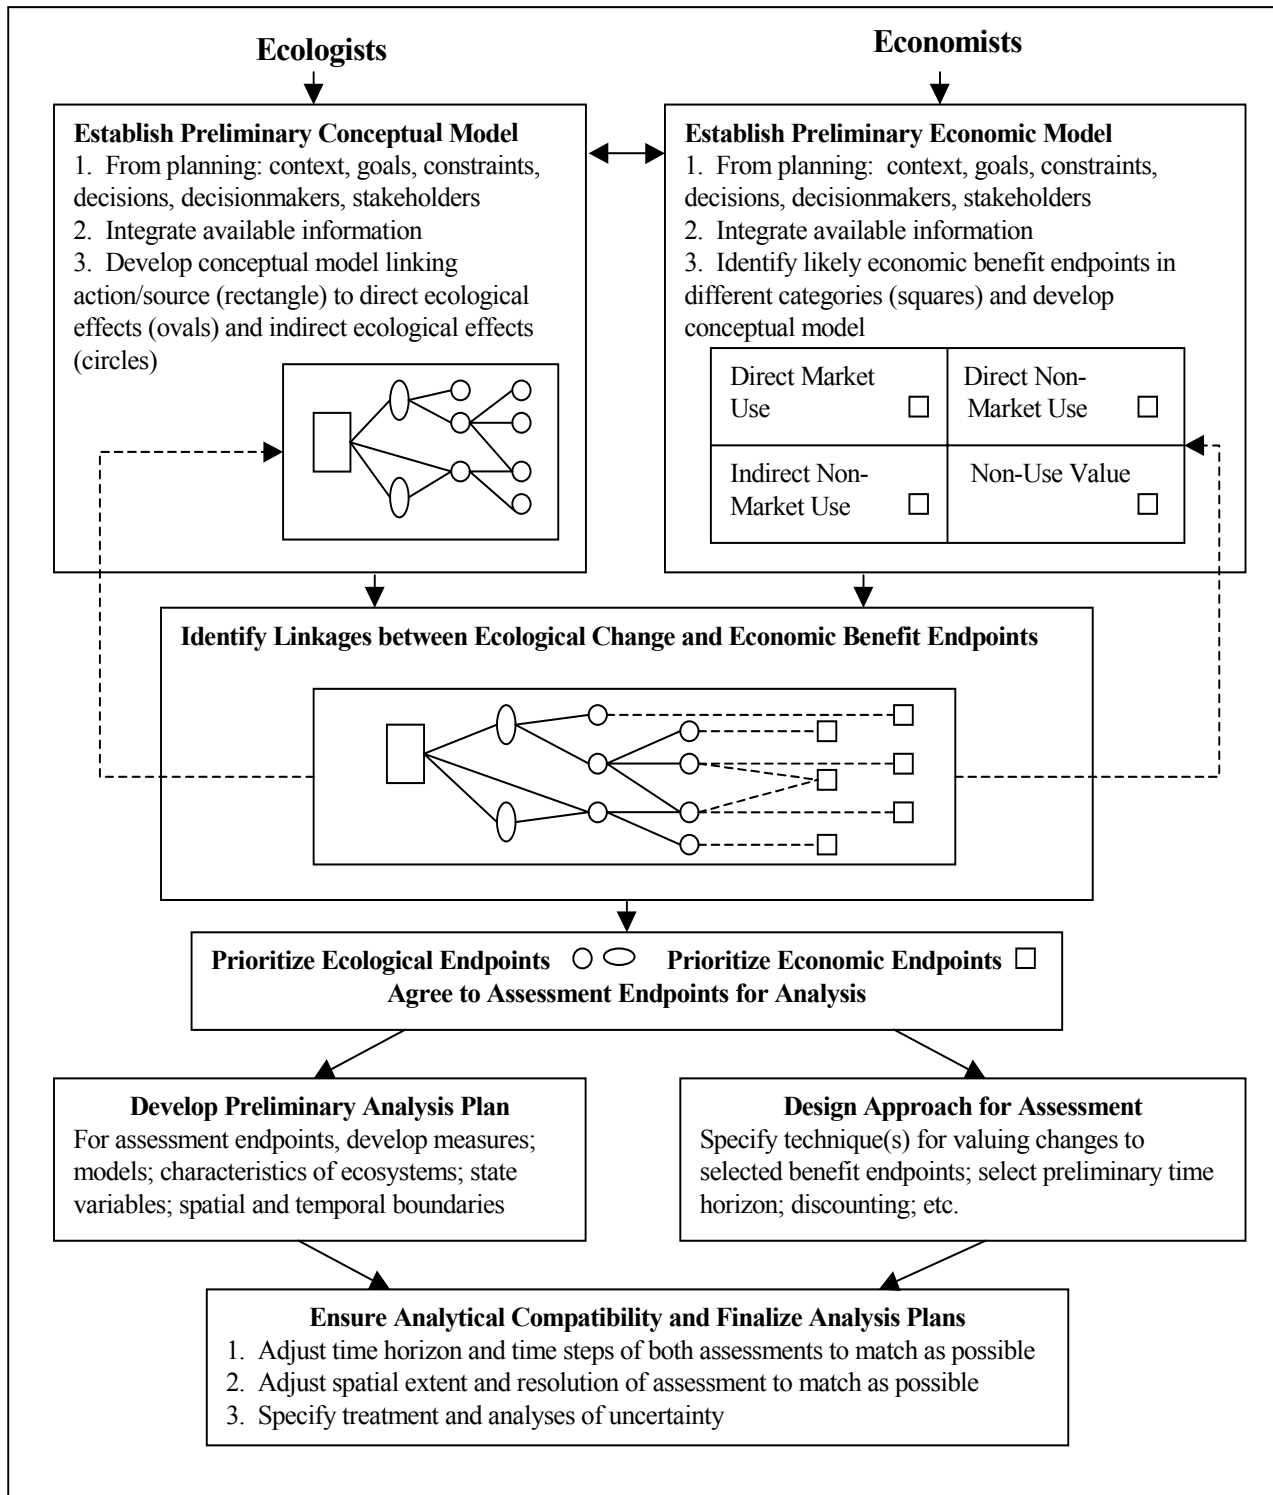 Ecologists
Economists
Establish Preliminary Conceptual Model
1. From planning: context, goals, constraints,
decisions, decisionmakers, stakeholders
2. Integrate available information
3. Develop conceptual model linking
action/source (rectangle) to direct ecological
effects (ovals) and indirect ecological effects
(circles)
Establish Preliminary Economic Model
1. From planning: context, goals, constraints,
decisions, decisionmakers, stakeholders
2. Integrate available information
3. Identify likely economic benefit endpoints in
different categories (squares) and develop
conceptual model
Direct Market
Use
Direct Non-
Market Use
Indirect Non-
Market Use
Non-Use Value
Identify Linkages between Ecological Change and Economic Benefit Endpoints
Prioritize Ecological Endpoints Prioritize Economic Endpoints
Agree to Assessment Endpoints for Analysis
Develop Preliminary Analysis Plan
For assessment endpoints, develop measures;
models; characteristics of ecosystems; state
variables; spatial and temporal boundaries
Design Approach for Assessment
Specify technique(s) for valuing changes to
selected benefit endpoints; select preliminary time
horizon; discounting; etc.
Ensure Analytical Compatibility and Finalize Analysis Plans
1. Adjust time horizon and time steps of both assessments to match as possible
2. Adjust spatial extent and resolution of assessment to match as possible
3. Specify treatment and analyses of uncertainty